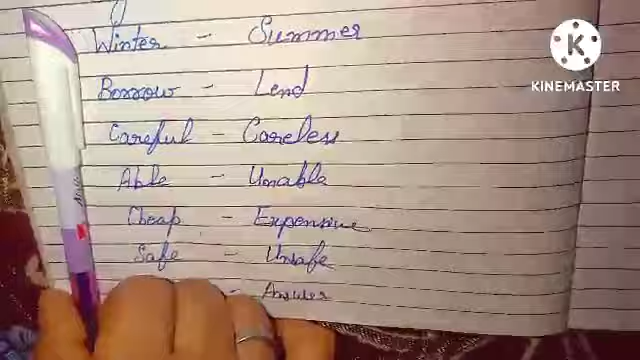 Winter - Summer
Borrow - Lend
Careful - Careless
Able - Unable
Cheap - Expensive
Safe - Unsafe
- Answer
KINEMASTER